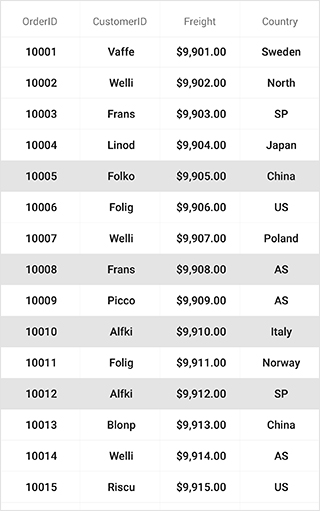 OrderID CustomerID Freight Country
10001 Vaffe $9,901.00 Sweden
10002 Welli $9,902.00 North
10003 Frans $9,903.00 SP
10004 Linod $9,904.00 Japan
10005 Folko $9,905.00 China
10006 Folig $9,906.00 US
10007 Welli $9,907.00 Poland
10008 Frans $9,908.00 AS
10009 Picco $9,909.00 AS
10010 Alfki $9,910.00 Italy
10011 Folig $9,911.00 Norway
10012 Alfki $9,912.00 SP
10013 Blonp $9,913.00 China
10014 Welli $9,914.00 AS
10015 Riscu $9,915.00 US